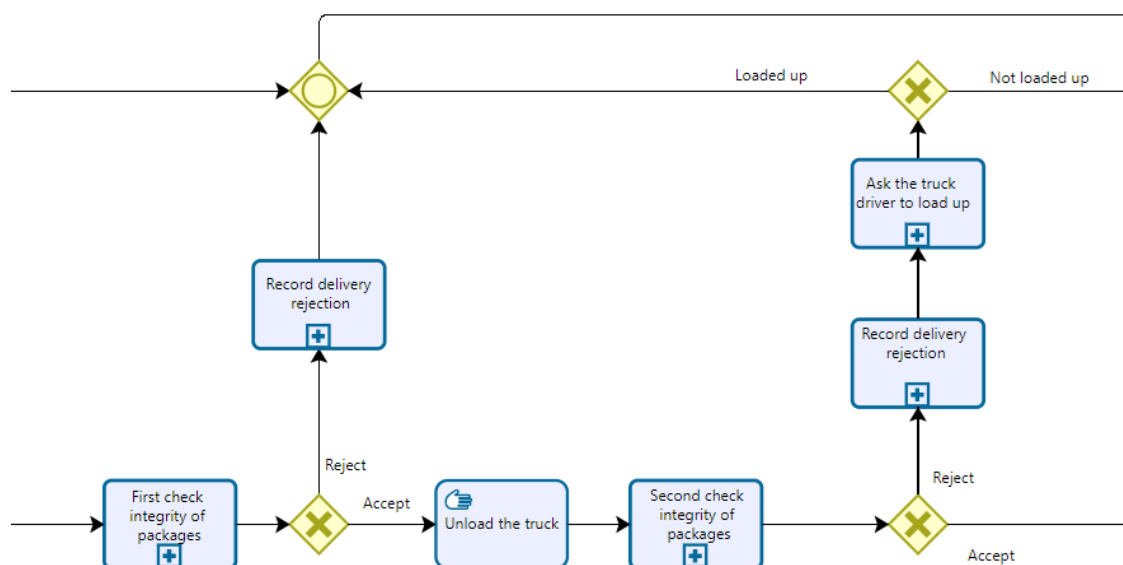 Loaded up
Not loaded up
Ask the truck
driver to load up
Record delivery
rejection
Record delivery
rejection
Reject
Reject
First check
integrity of
packages
Accept
Unload the truck
Second check
integrity of
packages
Accept